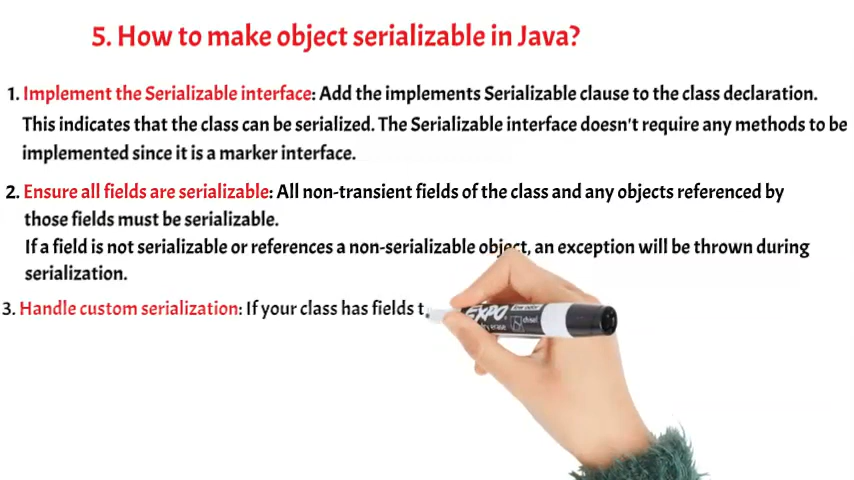 5. How to make object serializable in Java?
1. Implement the Serializable interface: Add the implements Serializable clause to the class declaration.
This indicates that the class can be serialized. The Serializable interface doesn't require any methods to be
implemented since it is a marker interface.
2. Ensure all fields are serializable: All non-transient fields of the class and any objects referenced by
those fields must be serializable.
If a field is not serializable or references a non-serializable object, an exception will be thrown during
serialization.
3. Handle custom serialization: If your class has fields t
EXPO
low odor
dry erase
chisel